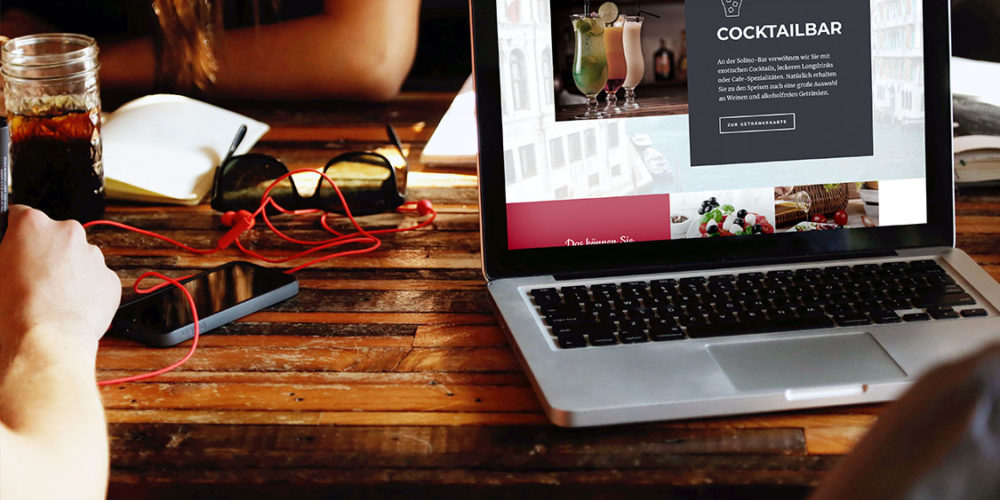 COCKTAILBAR
An der Solino-Bar verwöhnen wir Sie mit
exotischen Cocktails, leckeren Longdrinks
oder Cafe-Spezialitäten. Natürlich erhalten
Sie zu den Speisen auch eine große Auswahl
an Weinen und alkoholfreien Getränken.
ZUR GETRÄNKEKARTE
Das können Sie